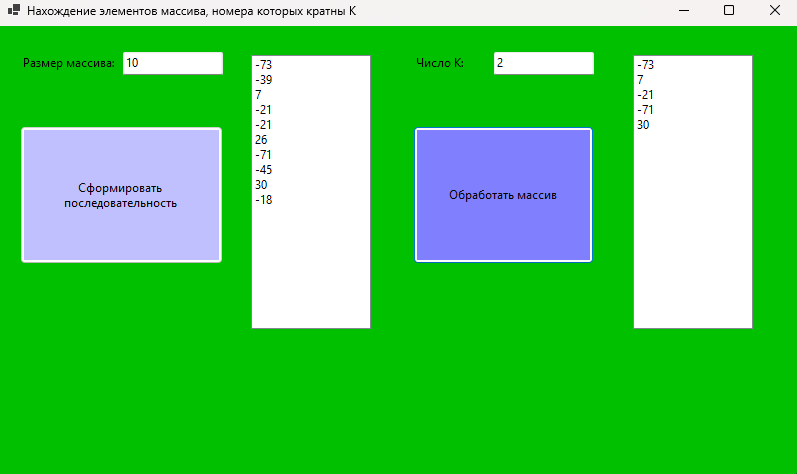 Нахождение элементов массива, номера которых кратны К
Размер массива: 10
Сформировать
последовательность
-73
-39
7
-21
-21
26
-71
-45
30
-18
Число К: 2
Обработать массив
-73
7
-21
-71
30